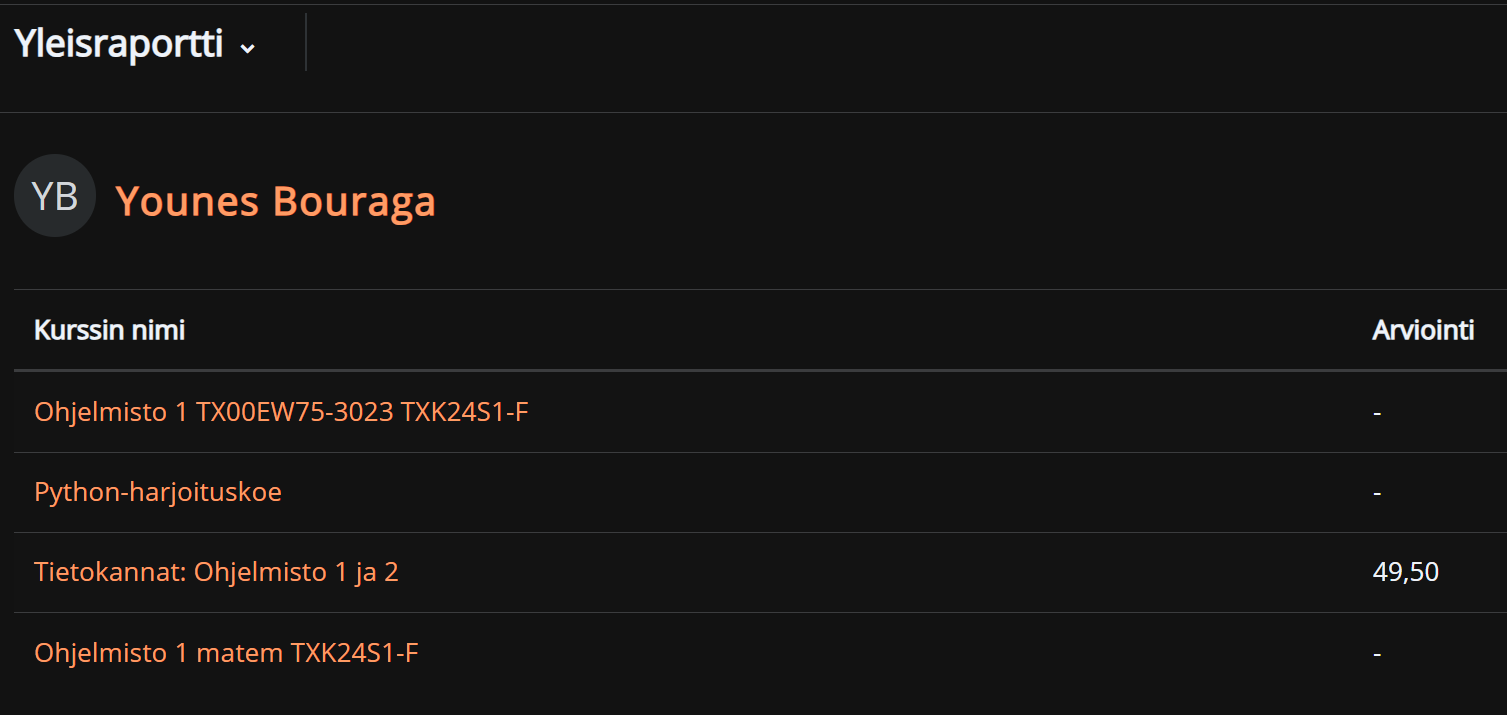 Yleisraportti
YB
Younes Bouraga
Kurssin nimi Arviointi
Ohjelmisto 1 TX00EW75-3023 TXK24S1-F -
Python-harjoituskoe -
Tietokannat: Ohjelmisto 1 ja 2 49,50
Ohjelmisto 1 matem TXK24S1-F -